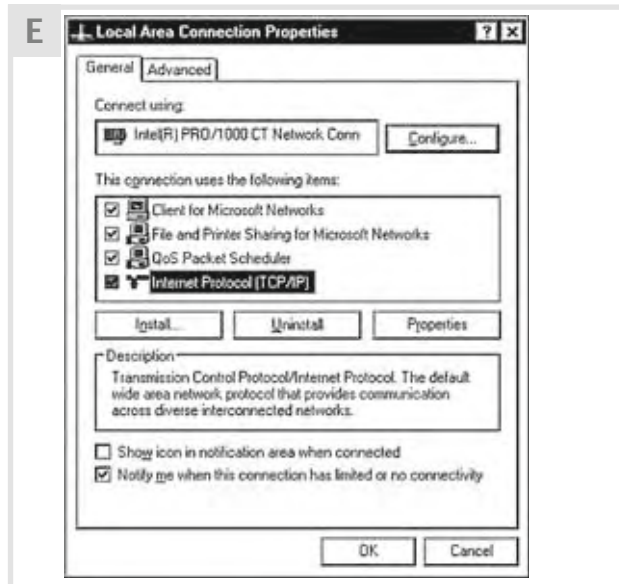 E
Local Area Connection Properties
General Advanced
Connect using:
Intel(R) PRO/1000 CT Network Conn Configure...
This connection uses the following items:
Client for Microsoft Networks
File and Printer Sharing for Microsoft Networks
QoS Packet Scheduler
Internet Protocol (TCP/IP)
Install... Uninstall Properties
Description
Transmission Control Protocol/Internet Protocol. The default
wide area network protocol that provides communication
across diverse interconnected networks.
Show icon in notification area when connected
Notify me when this connection has limited or no connectivity
OK Cancel